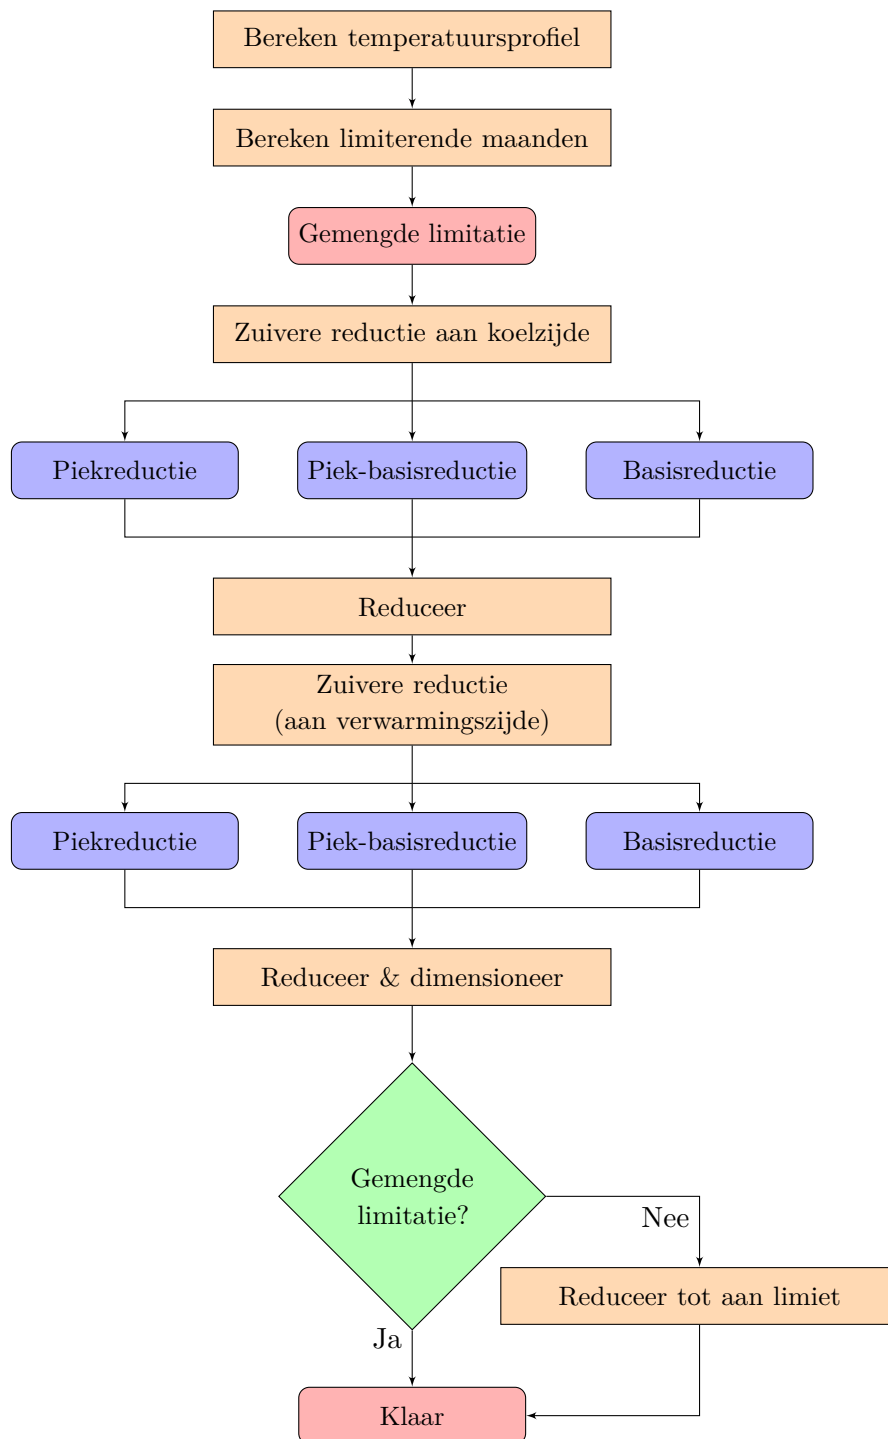 Bereken temperatuursprofiel
Bereken limiterende maanden
Gemengde limitatie
Zuivere reductie aan koelzijde
Piekreductie
Piek-basisreductie
Basisreductie
Reduceer
Zuivere reductie
(aan verwarmingszijde)
Piekreductie
Piek-basisreductie
Basisreductie
Reduceer & dimensioneer
Gemengde
limitatie?
Nee
Reduceer tot aan limiet
Ja
Klaar